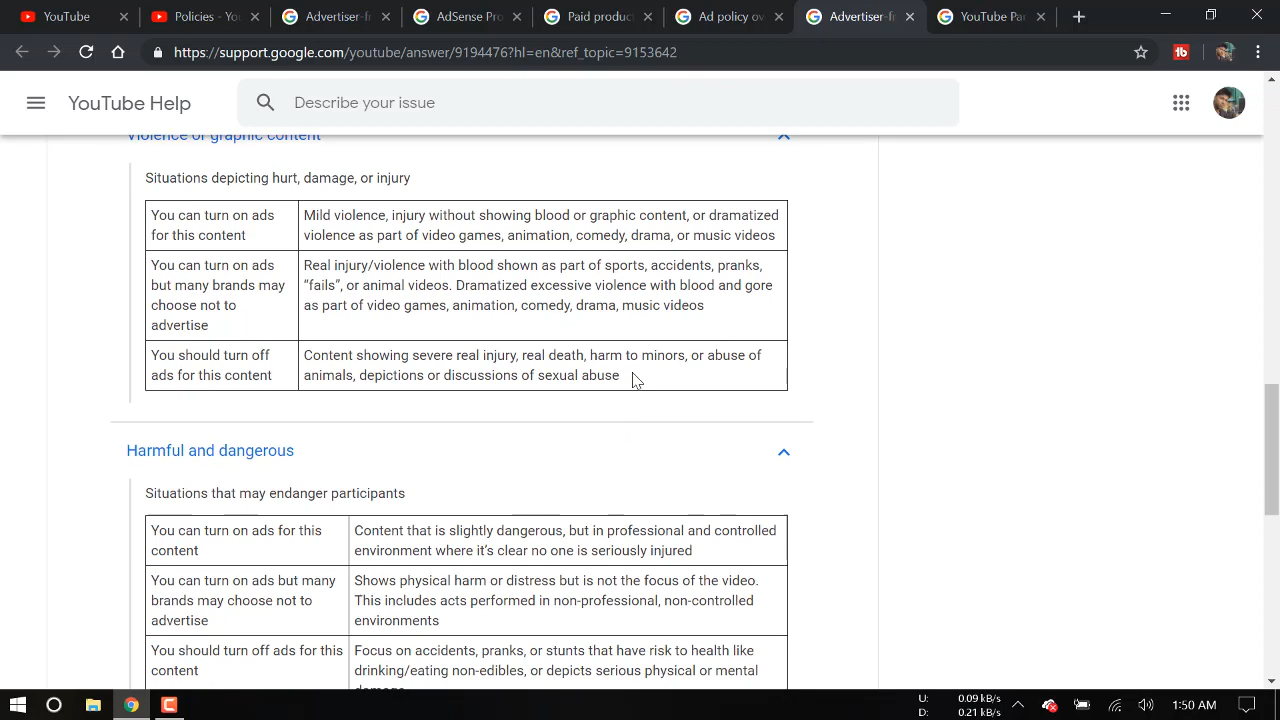 YouTube
Policies - Yo
Advertiser-fr
AdSense Pro
Paid produc
Ad policy ov
Advertiser-f
YouTube Par
https://support.google.com/youtube/answer/9194476?hl=en&ref_topic=9153642
YouTube Help
Describe your issue
Violence or graphic content
Situations depicting hurt, damage, or injury
You can turn on ads
for this content
Mild violence, injury without showing blood or graphic content, or dramatized
violence as part of video games, animation, comedy, drama, or music videos
You can turn on ads
but many brands may
choose not to
advertise
Real injury/violence with blood shown as part of sports, accidents, pranks,
“fails”, or animal videos. Dramatized excessive violence with blood and gore
as part of video games, animation, comedy, drama, music videos
You should turn off
ads for this content
Content showing severe real injury, real death, harm to minors, or abuse of
animals, depictions or discussions of sexual abuse
Harmful and dangerous
Situations that may endanger participants
You can turn on ads for this
content
Content that is slightly dangerous, but in professional and controlled
environment where it's clear no one is seriously injured
You can turn on ads but many
brands may choose not to
advertise
Shows physical harm or distress but is not the focus of the video.
This includes acts performed in non-professional, non-controlled
environments
You should turn off ads for this
content
Focus on accidents, pranks, or stunts that have risk to health like
drinking/eating non-edibles, or depicts serious physical or mental
damage
U: 0.09 kB/s
D: 0.21 kB/s
1:50 AM